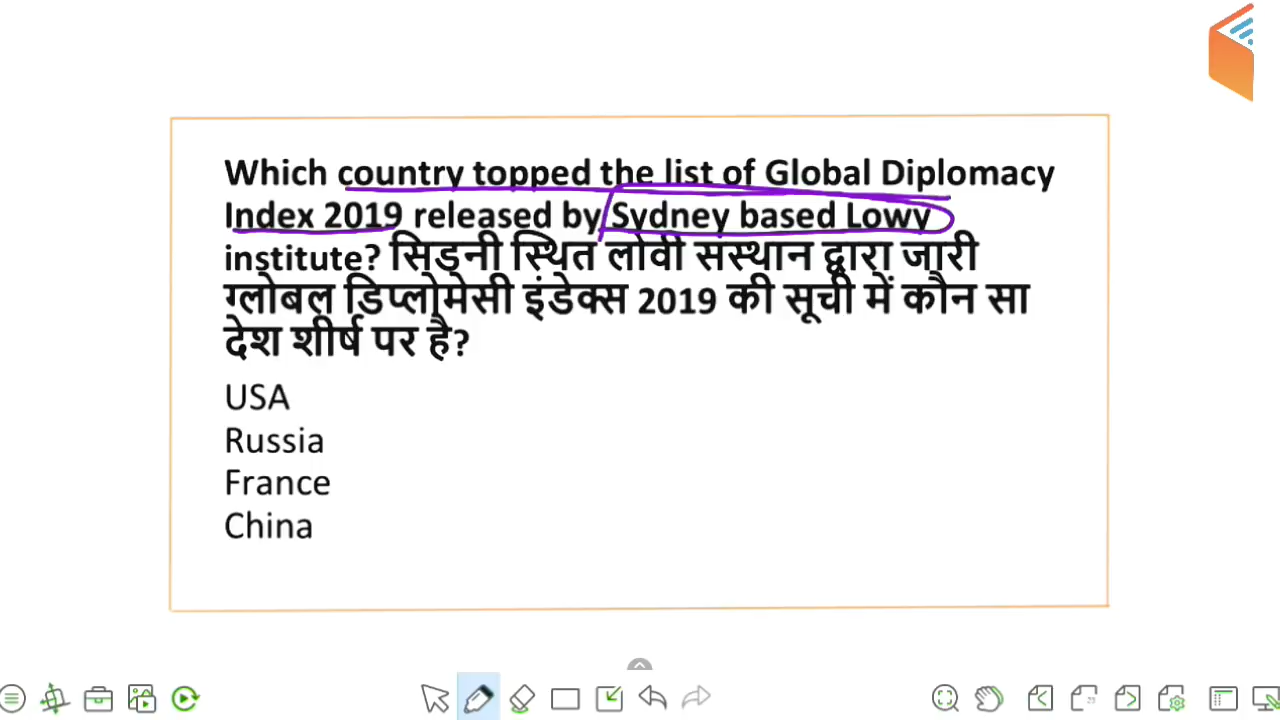 Which country topped the list of Global Diplomacy
Index 2019 released by Sydney based Lowy
institute? सिडनी स्थित लोवी संस्थान द्वारा जारी
ग्लोबल डिप्लोमेसी इंडेक्स 2019 की सूची में कौन सा
देश शीर्ष पर है?
USA
Russia
France
China